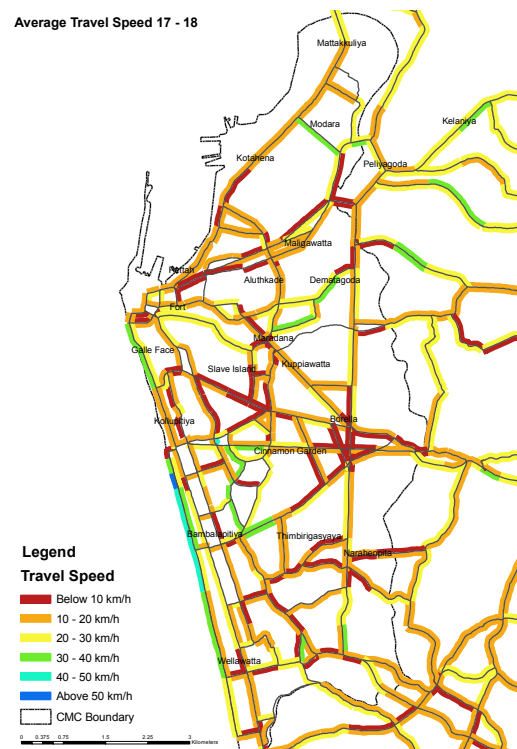 Average Travel Speed 17 - 18
Mattakkuliya
Modara
Kelaniya
Kotahena
Peliyagoda
Maligawatta
Pettah
Aluthkade
Dematagoda
Fort
Maradana
Galle Face
Slave Island
Kuppiawatta
Kollupitiya
Borella
Cinnamon Garden
Bambalapitiya
Thimbirigasyaya
Narahenpita
Wellawatta
Legend
Travel Speed
Below 10 km/h
10 - 20 km/h
20 - 30 km/h
30 - 40 km/h
40 - 50 km/h
Above 50 km/h
CMC Boundary
0 0.375 0.75 1.5 2.25 3
Kilometers